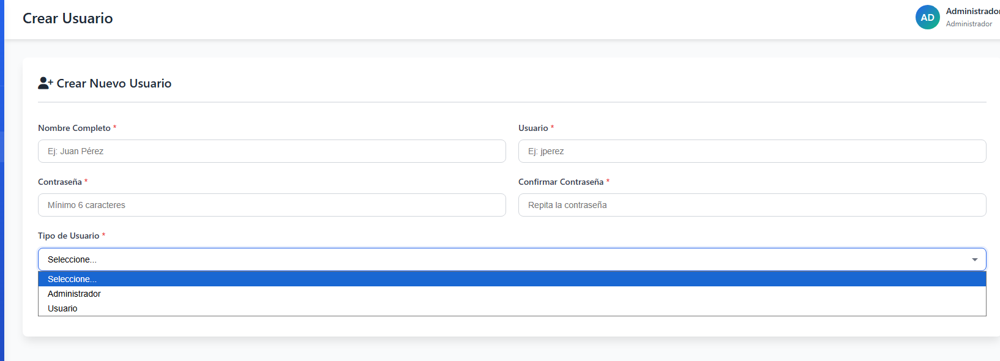 Crear Usuario
AD
Administrador
Administrador
Crear Nuevo Usuario
Nombre Completo *
Usuario *
Ej: Juan Pérez
Ej: jperez
Contraseña *
Confirmar Contraseña *
Mínimo 6 caracteres
Repita la contraseña
Tipo de Usuario *
Seleccione...
Seleccione...
Administrador
Usuario